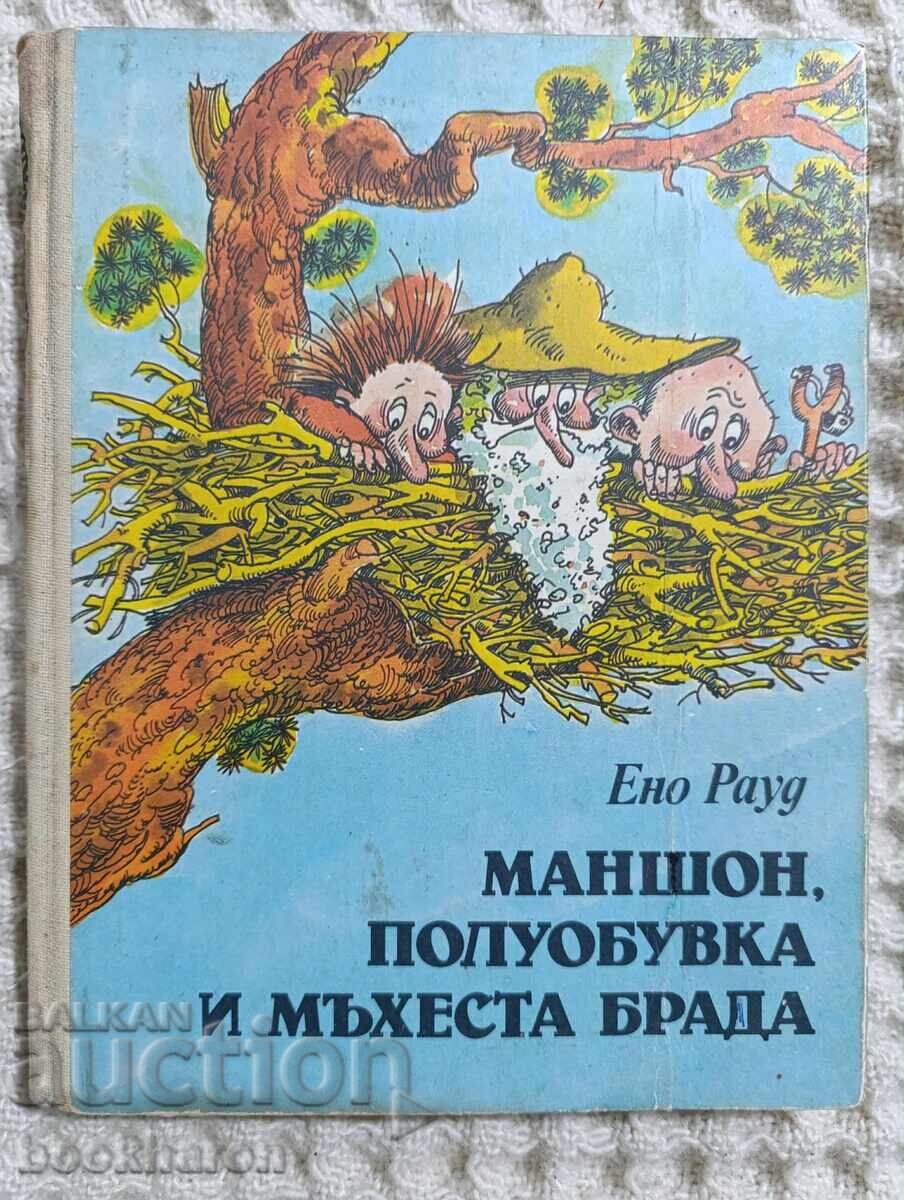 Ено Рауд
МАНШОН,
ПОЛУОБУВКА
И МЪХЕСТА БРАДА
BALKAN
auction
bookharon